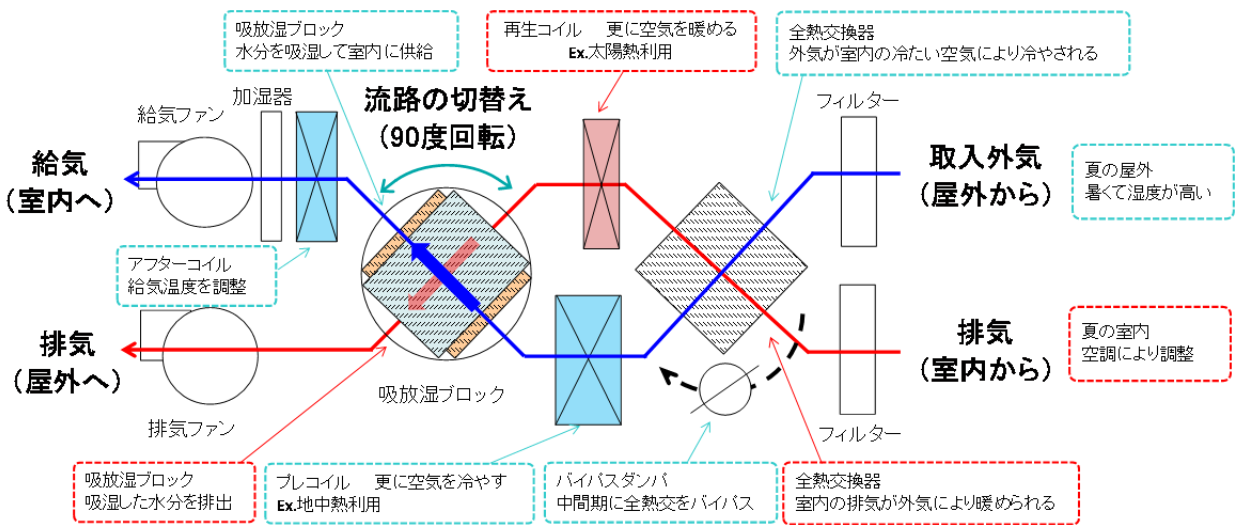 吸放湿ブロック
水分を吸湿して室内に供給
再生コイル　更に空気を暖める
Ex.太陽熱利用
全熱交換器
外気が室内の冷たい空気により冷やされる
給気ファン
加湿器
流路の切替え
(90度回転)
フィルター
給気
(室内へ)
取入外気
(屋外から)
夏の屋外
暑くて湿度が高い
アフターコイル
給気温度を調整
排気
(屋外へ)
排気
(室内から)
夏の室内
空調により調整
吸放湿ブロック
排気ファン
フィルター
吸放湿ブロック
吸湿した水分を排出
プレコイル　更に空気を冷やす
Ex.地中熱利用
バイパスダンパ
中間期に全熱交をバイパス
全熱交換器
室内の排気が外気により暖められる